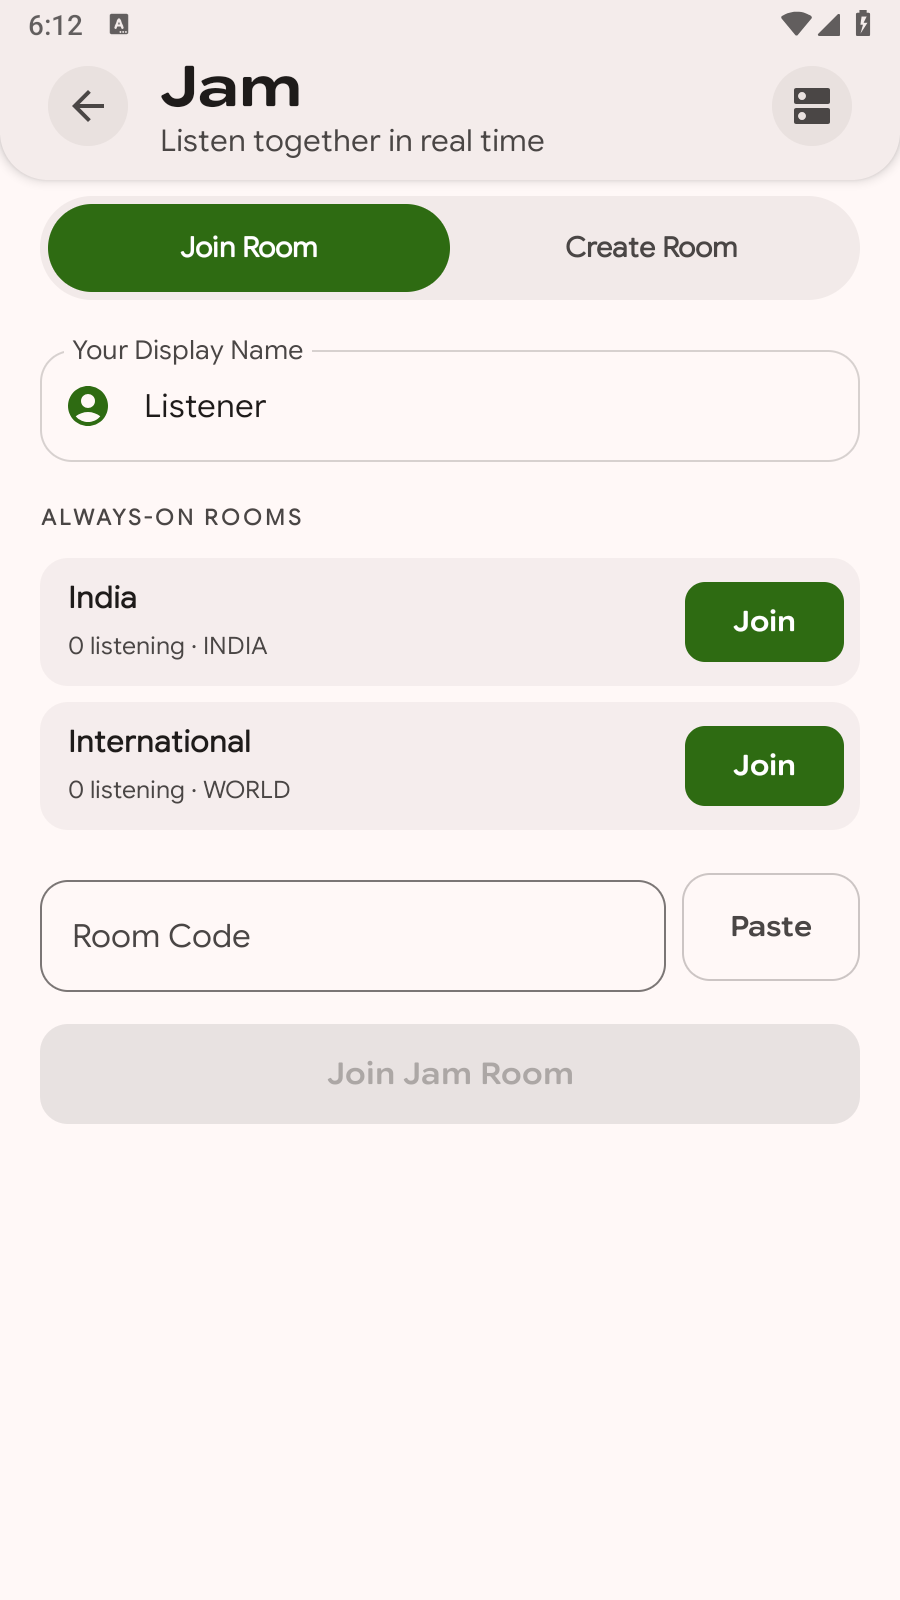 6:12
Jam
Listen together in real time
Join Room
Create Room
Your Display Name
Listener
ALWAYS-ON ROOMS
India
0 listening · INDIA
Join
International
0 listening · WORLD
Join
Room Code
Paste
Join Jam Room